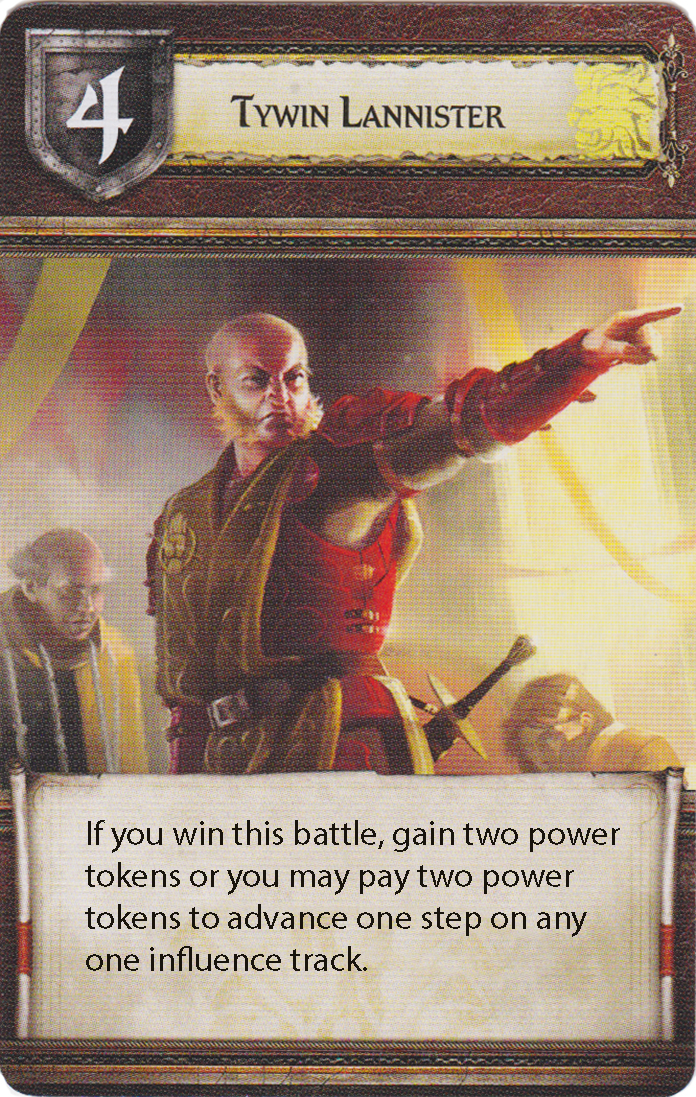 4
Tywin Lannister
If you win this battle, gain two power
tokens or you may pay two power
tokens to advance one step on any
one influence track.